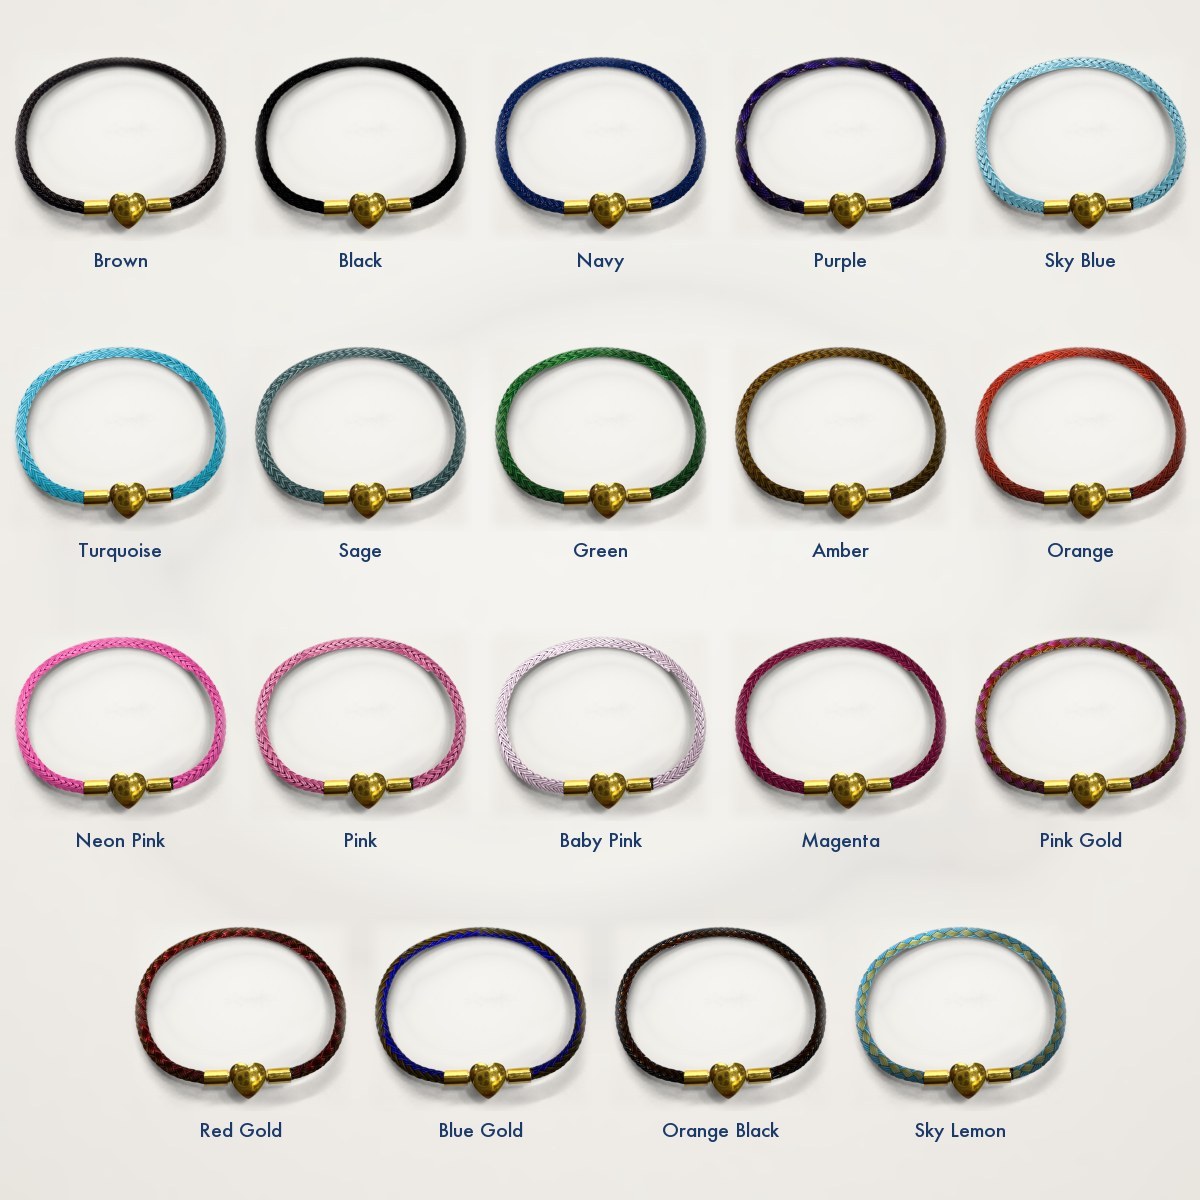 Brown
Black
Navy
Purple
Sky Blue
Turquoise
Sage
Green
Amber
Orange
Neon Pink
Pink
Baby Pink
Magenta
Pink Gold
Red Gold
Blue Gold
Orange Black
Sky Lemon